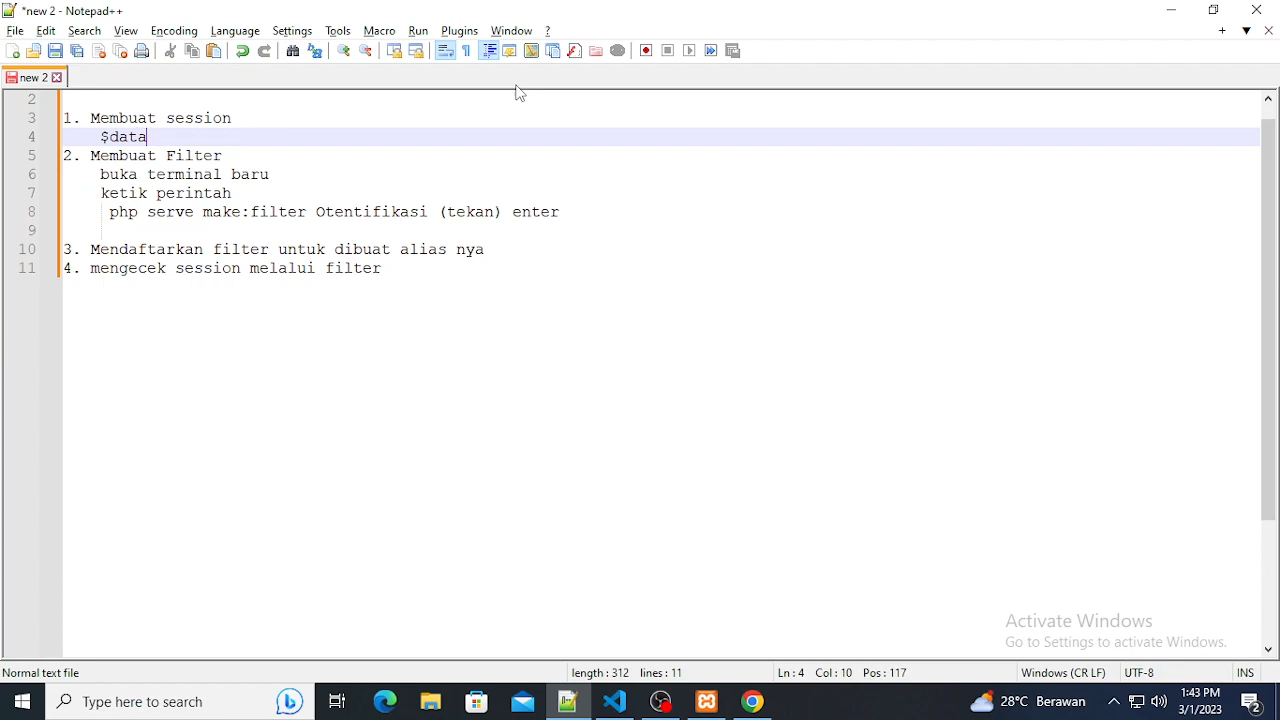 *new 2 - Notepad++
File Edit Search View Encoding Language Settings Tools Macro Run Plugins Window ?
new 2
2
3 1. Membuat session
4 $data
5 2. Membuat Filter
6 buka terminal baru
7 ketik perintah
8 php serve make:filter Otentifikasi (tekan) enter
9
10 3. Mendaftarkan filter untuk dibuat alias nya
11 4. mengecek session melalui filter
Activate Windows
Go to Settings to activate Windows.
Normal text file length : 312 lines : 11 Ln : 4 Col : 10 Pos : 117 Windows (CR LF) UTF-8 INS
Type here to search 28°C Berawan 1:43 PM
3/1/2023 2